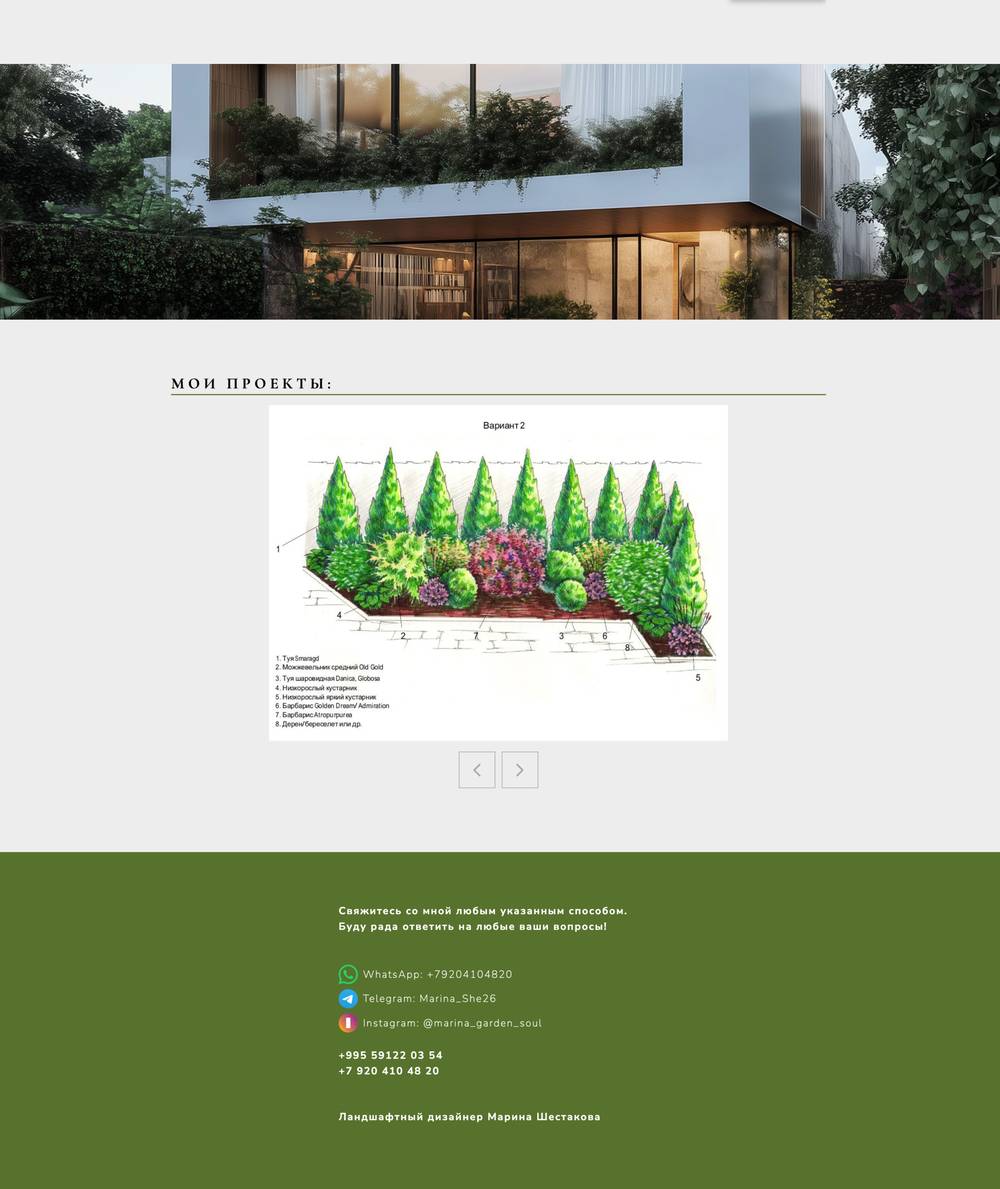 МОИ ПРОЕКТЫ:
Вариант 2
1
4
2
7
3
6
8
5
1. Туя Smaragd
2. Можжевельник средний Old Gold
3. Туя шаровидная Danica, Globosa
4. Низкорослый кустарник
5. Низкорослый яркий кустарник
6. Барбарис Golden Dream/ Admiration
7. Барбарис Atropurpurea
8. Дерен/бересклет или др.
Свяжитесь со мной любым указанным способом.
Буду рада ответить на любые ваши вопросы!
WhatsApp: +79204104820
Telegram: Marina_She26
Instagram: @marina_garden_soul
+995 59122 03 54
+7 920 410 48 20
Ландшафтный дизайнер Марина Шестакова